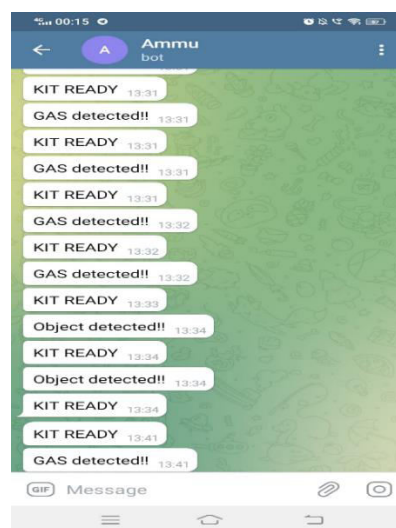 00:15
A
Ammu
bot
KIT READY 13:31
GAS detected!! 13:31
KIT READY 13:31
GAS detected!! 13:31
KIT READY 13:31
GAS detected!! 13:32
KIT READY 13:32
GAS detected!! 13:32
KIT READY 13:33
Object detected!! 13:34
KIT READY 13:34
Object detected!! 13:34
KIT READY 13:34
KIT READY 13:41
GAS detected!! 13:41
GIF Message